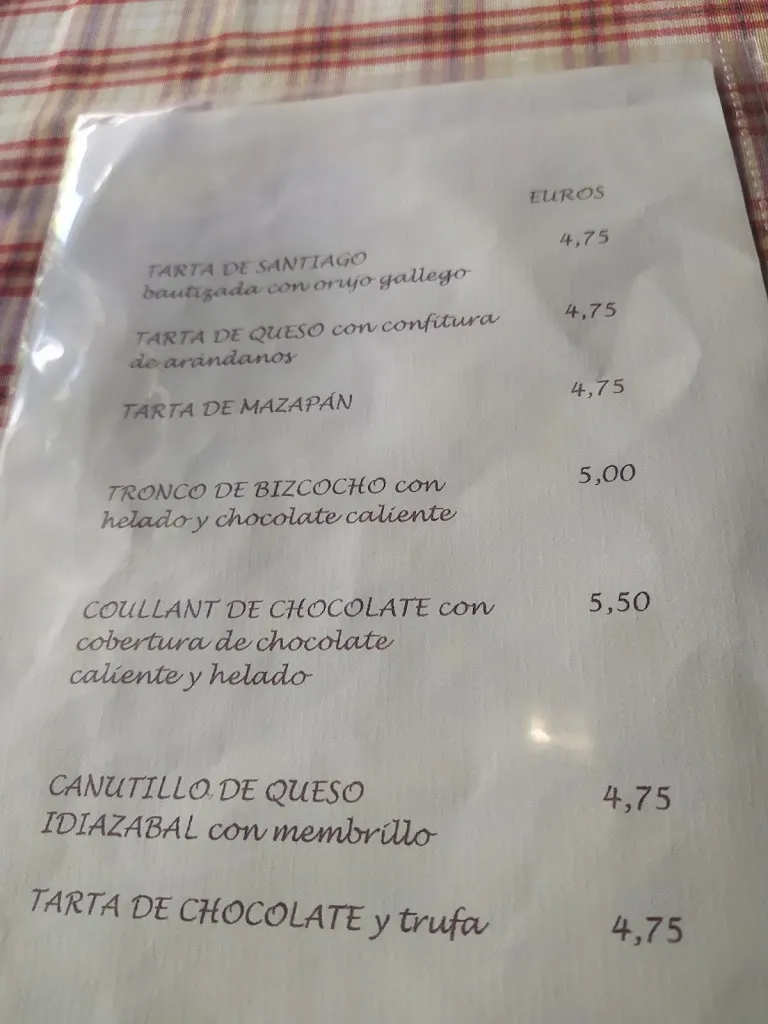 EUROS
TARTA DE SANTIAGO 4,75
bautizada con orujo gallego
TARTA DE QUESO con confitura 4,75
de arándanos
TARTA DE MAZAPÁN 4,75
TRONCO DE BIZCOCHO con 5,00
helado y chocolate caliente
COULLANT DE CHOCOLATE con 5,50
cobertura de chocolate
caliente y helado
CANUTILLO DE QUESO 4,75
IDIAZABAL con membrillo
TARTA DE CHOCOLATE y trufa 4,75